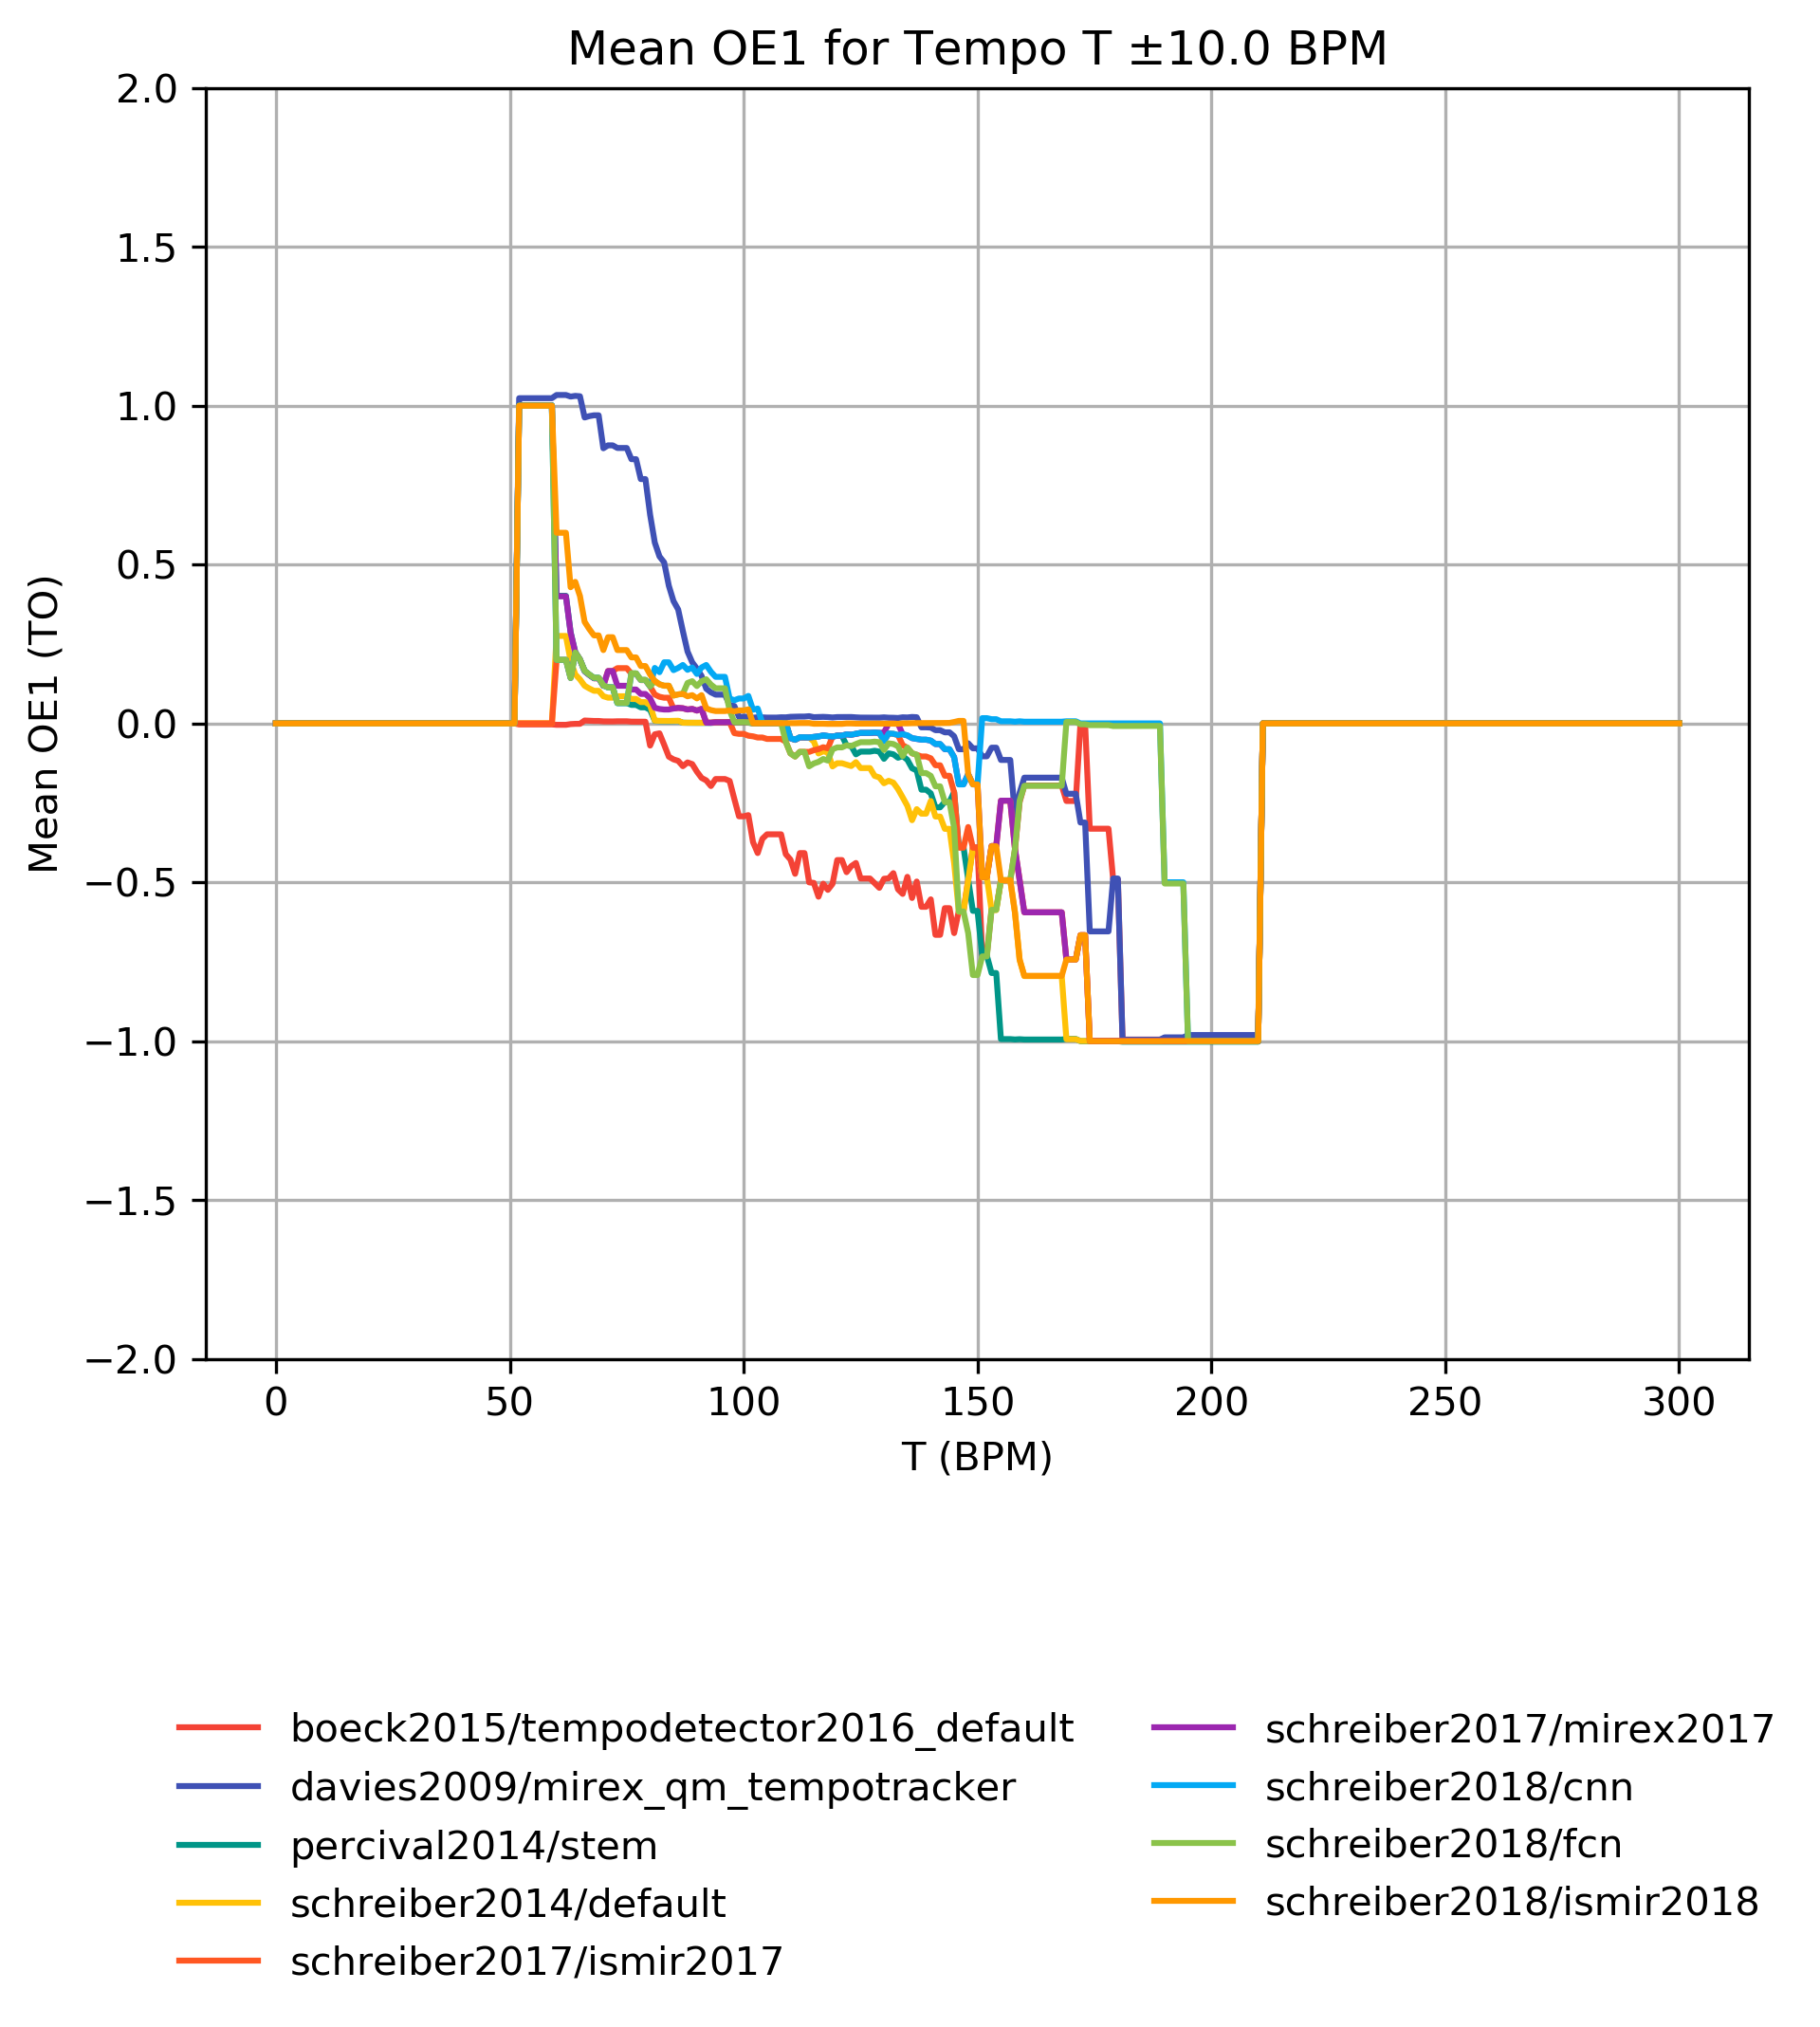 Mean OE1 for Tempo T ±10.0 BPM
2.0
1.5
1.0
0.5
0.0
−0.5
−1.0
−1.5
−2.0
Mean OE1 (TO)
0 50 100 150 200 250 300
T (BPM)
boeck2015/tempodetector2016_default
davies2009/mirex_qm_tempotracker
percival2014/stem
schreiber2014/default
schreiber2017/ismir2017
schreiber2017/mirex2017
schreiber2018/cnn
schreiber2018/fcn
schreiber2018/ismir2018